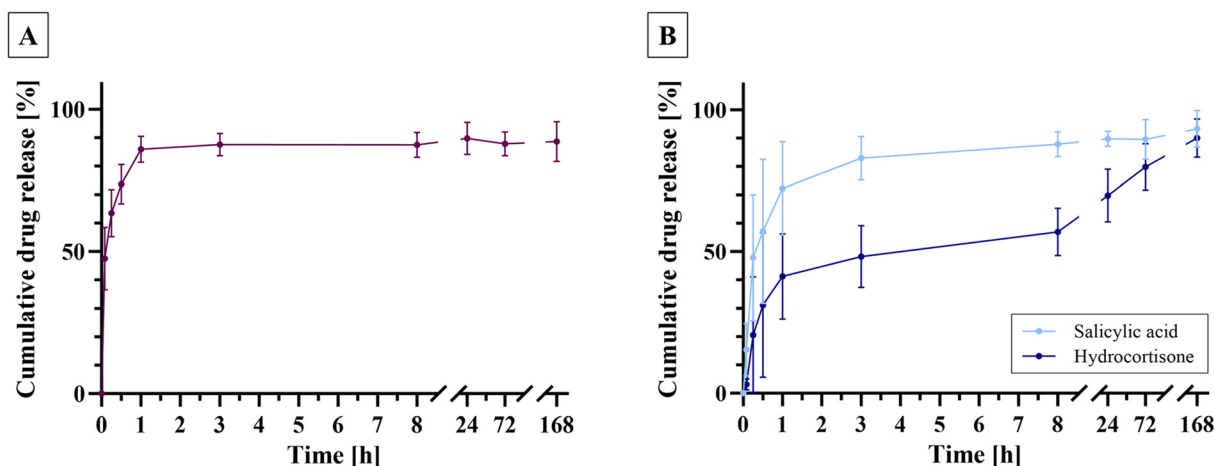 A
Cumulative drug release [%]
100
50
0
0 1 2 3 4 5 6 7 8 24 72 168
Time [h]
B
Cumulative drug release [%]
100
50
0
Salicylic acid
Hydrocortisone
0 1 2 3 4 5 6 7 8 24 72 168
Time [h]